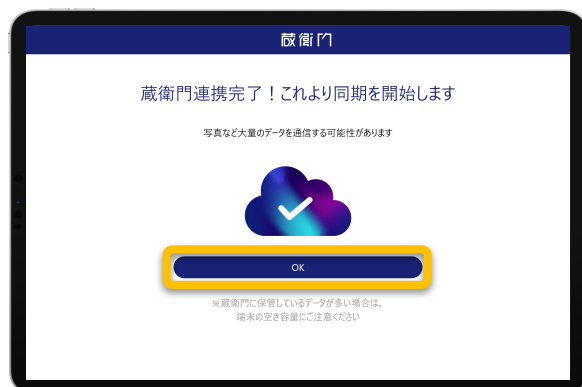 蔵衛門
蔵衛門連携完了！これより同期を開始します
写真など大量のデータを通信する可能性があります
OK
※蔵衛門に保管しているデータが多い場合は、
端末の空き容量にご注意ください